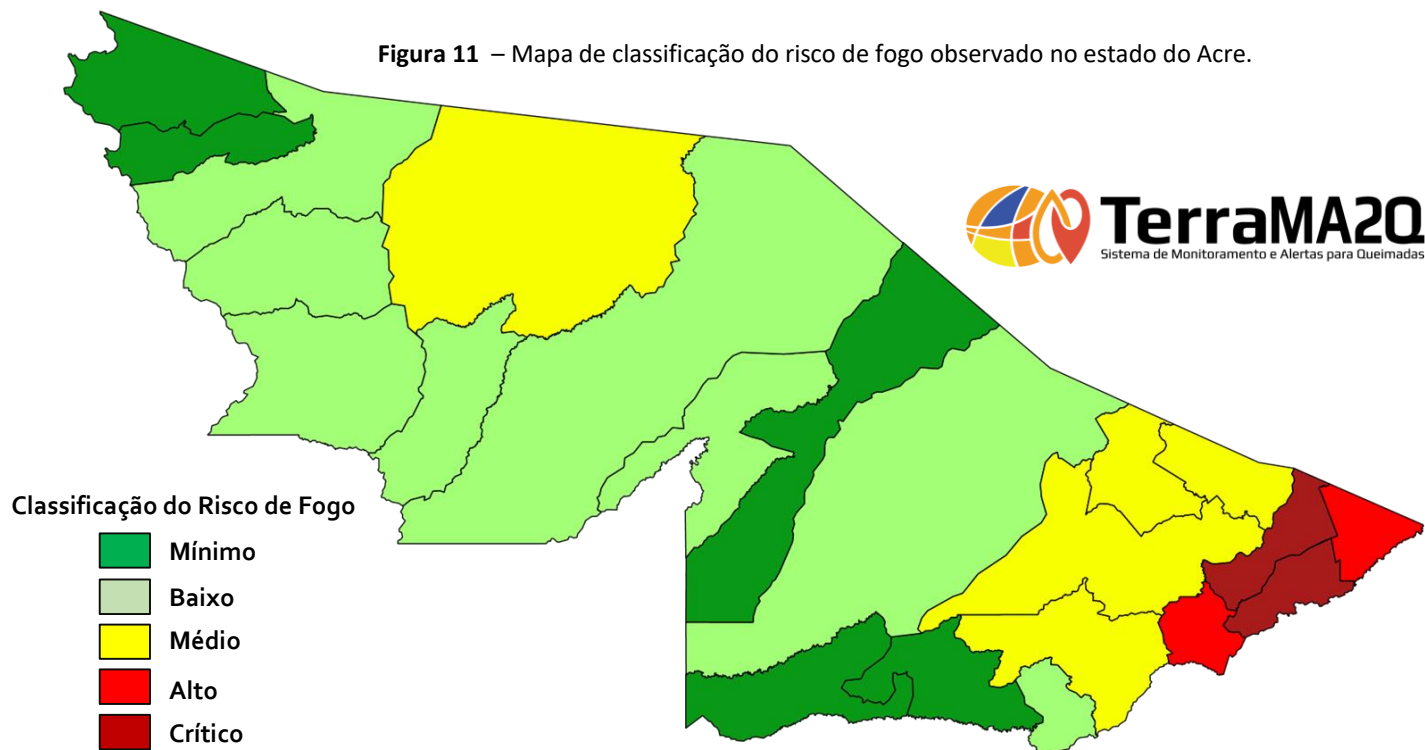 Figura 11 – Mapa de classificação do risco de fogo observado no estado do Acre.
TerraMA2Q
Sistema de Monitoramento e Alertas para Queimadas
Classificação do Risco de Fogo
Mínimo
Baixo
Médio
Alto
Crítico